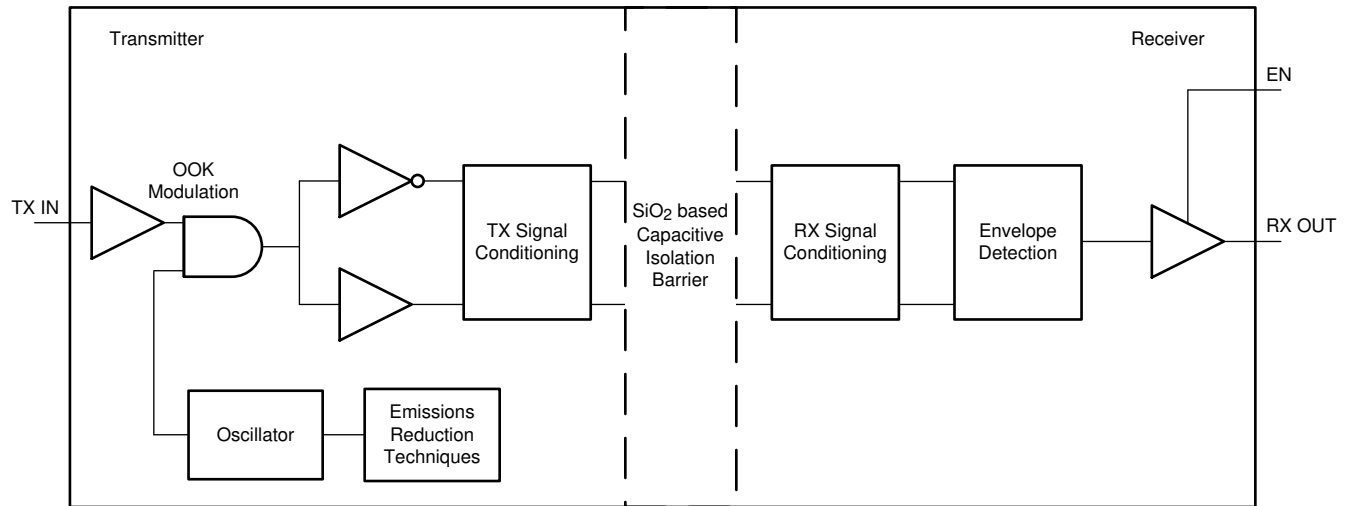 Transmitter
Receiver
EN
OOK
Modulation
TX IN
TX Signal
Conditioning
SiO2 based
Capacitive
Isolation
Barrier
RX Signal
Conditioning
Envelope
Detection
RX OUT
Oscillator
Emissions
Reduction
Techniques